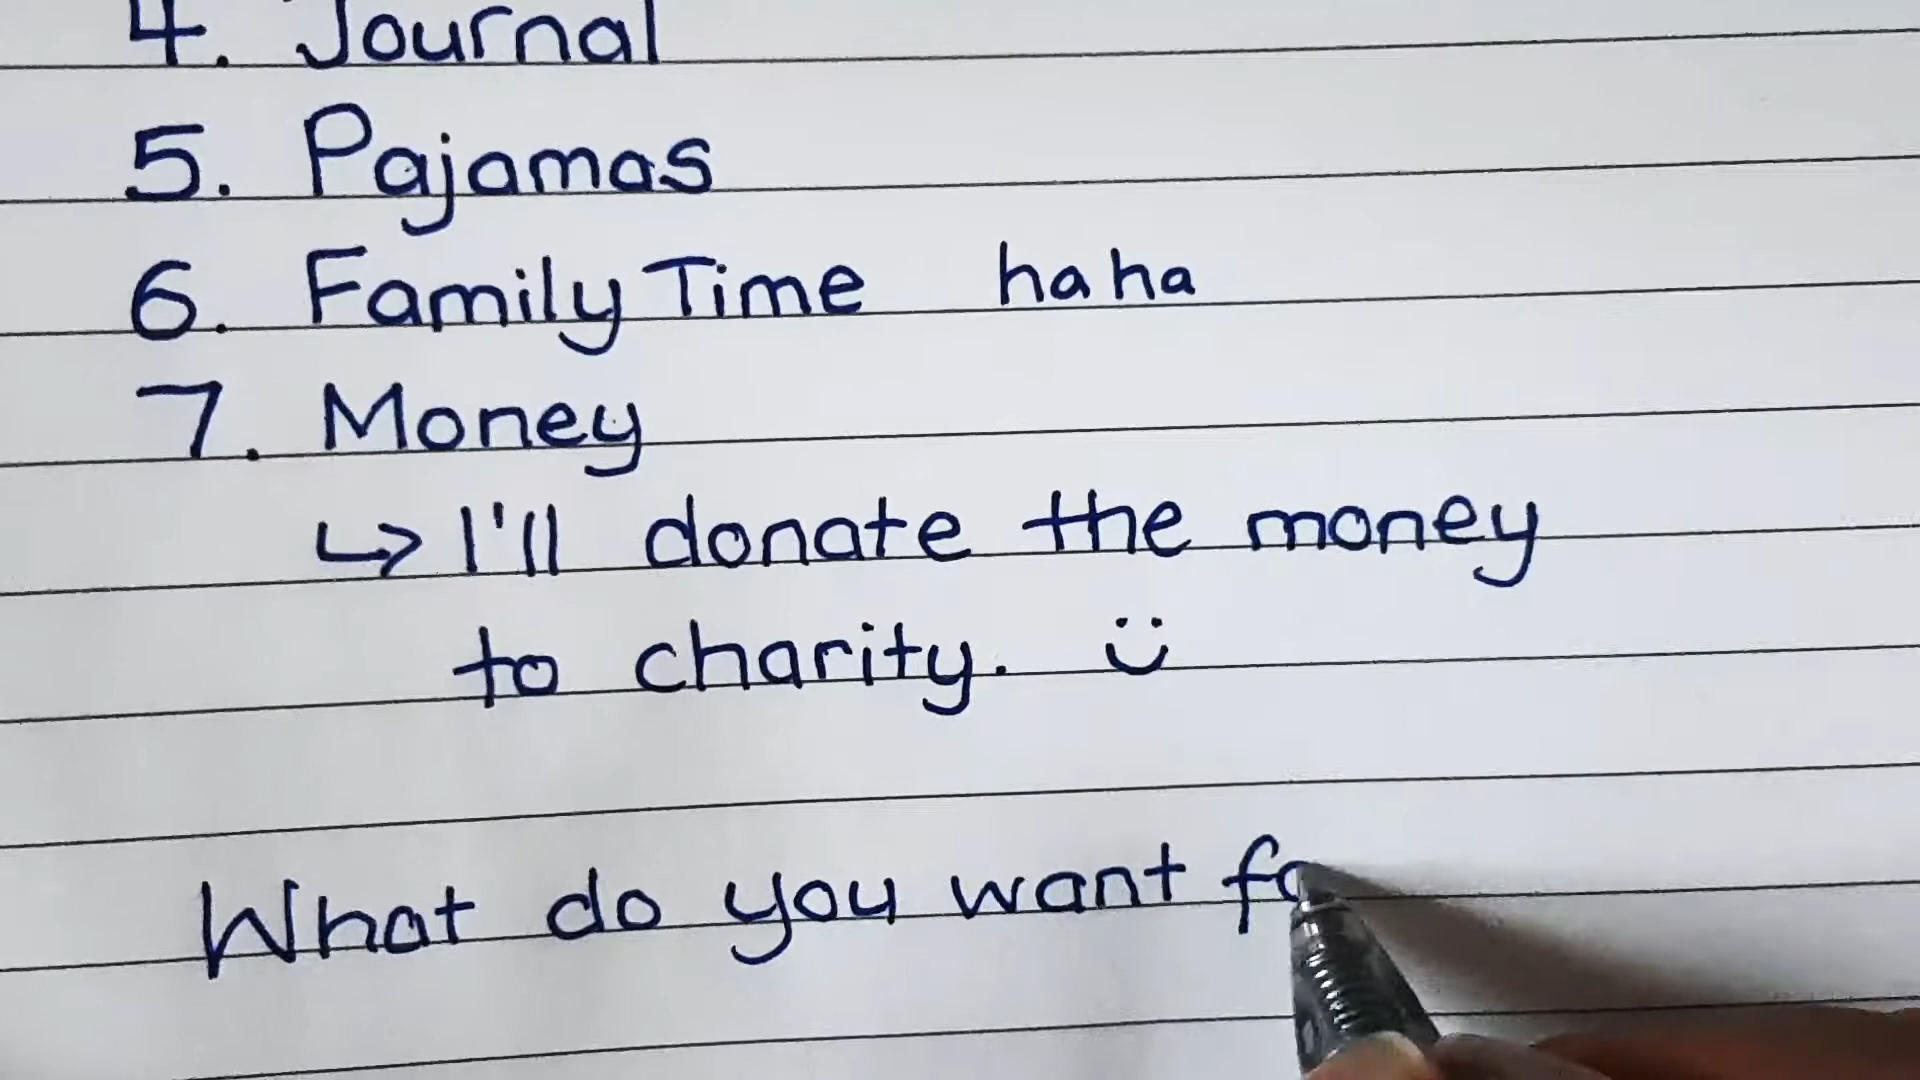 4. Journal
5. Pajamas
6. Family Time haha
7. Money
↳ I'll donate the money
to charity. :)
What do you want fo